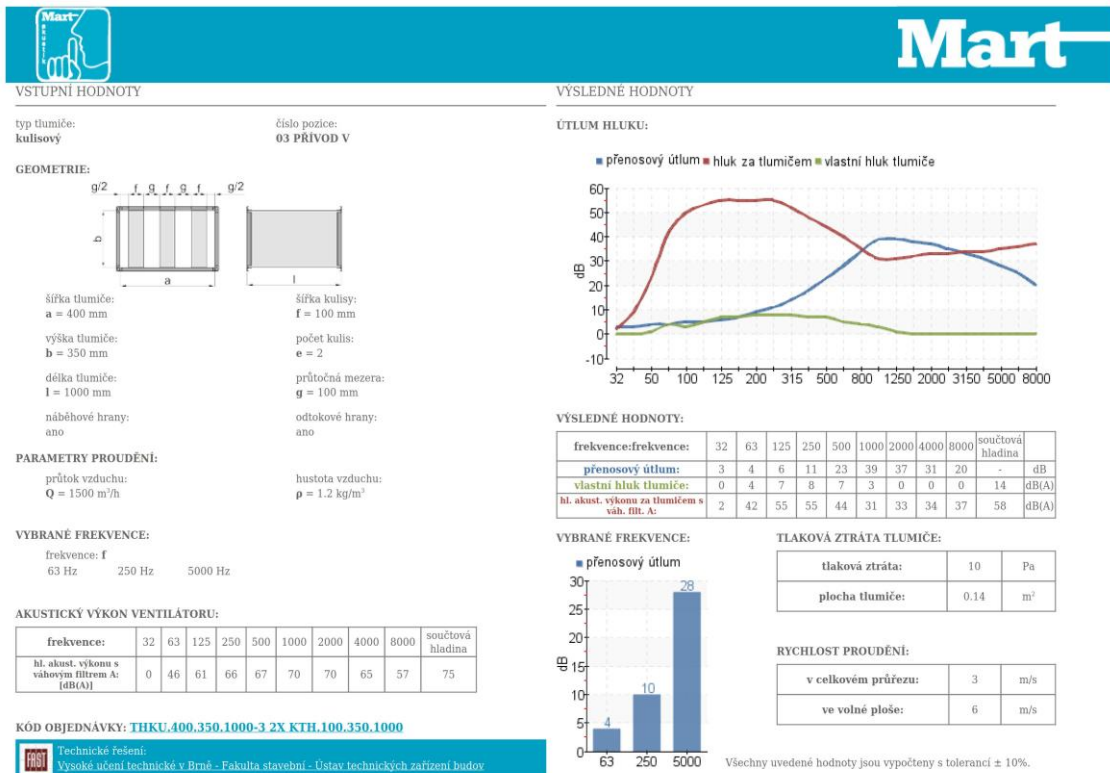 Mart
akustik
Mart
VSTUPNÍ HODNOTY
typ tlumiče:
kulisový
číslo pozice:
03 PŘÍVOD V
GEOMETRIE:
g/2 f g f g f g/2
b
a
l
šířka tlumiče:
a = 400 mm
šířka kulisy:
f = 100 mm
výška tlumiče:
b = 350 mm
počet kulis:
e = 2
délka tlumiče:
l = 1000 mm
průtočná mezera:
g = 100 mm
náběhové hrany:
ano
odtokové hrany:
ano
PARAMETRY PROUDĚNÍ:
průtok vzduchu:
Q = 1500 m³/h
hustota vzduchu:
ρ = 1.2 kg/m³
VYBRANÉ FREKVENCE:
frekvence: f
63 Hz 250 Hz 5000 Hz
AKUSTICKÝ VÝKON VENTILÁTORU:
frekvence: 32 63 125 250 500 1000 2000 4000 8000 součtová hladina
hl. akust. výkonu s
váhovým filtrem A:
[dB(A)]
0 46 61 66 67 70 70 65 57 75
KÓD OBJEDNÁVKY: THKU.400.350.1000-3 2X KTH.100.350.1000
FAST
Technické řešení:
Vysoké učení technické v Brně - Fakulta stavební - Ústav technických zařízení budov
VÝSLEDNÉ HODNOTY
ÚTLUM HLUKU:
přenosový útlum hluk za tlumičem vlastní hluk tlumiče
60
50
40
30
20
10
0
-10
dB
32 50 100 125 200 315 500 800 1250 2000 3150 5000 8000
VÝSLEDNÉ HODNOTY:
frekvence:frekvence: 32 63 125 250 500 1000 2000 4000 8000 součtová hladina
přenosový útlum: 3 4 6 11 23 39 37 31 20 - dB
vlastní hluk tlumiče: 0 4 7 8 7 3 0 0 0 14 dB(A)
hl. akust. výkonu za tlumičem s
váh. filt. A:
2 42 55 55 44 31 33 34 37 58 dB(A)
VYBRANÉ FREKVENCE:
přenosový útlum
30
25
20
15
10
5
0
dB
4 10 28
63 250 5000
TLAKOVÁ ZTRÁTA TLUMIČE:
tlaková ztráta: 10 Pa
plocha tlumiče: 0.14 m²
RYCHLOST PROUDĚNÍ:
v celkovém průřezu: 3 m/s
ve volné ploše: 6 m/s
Všechny uvedené hodnoty jsou vypočteny s tolerancí ± 10%.